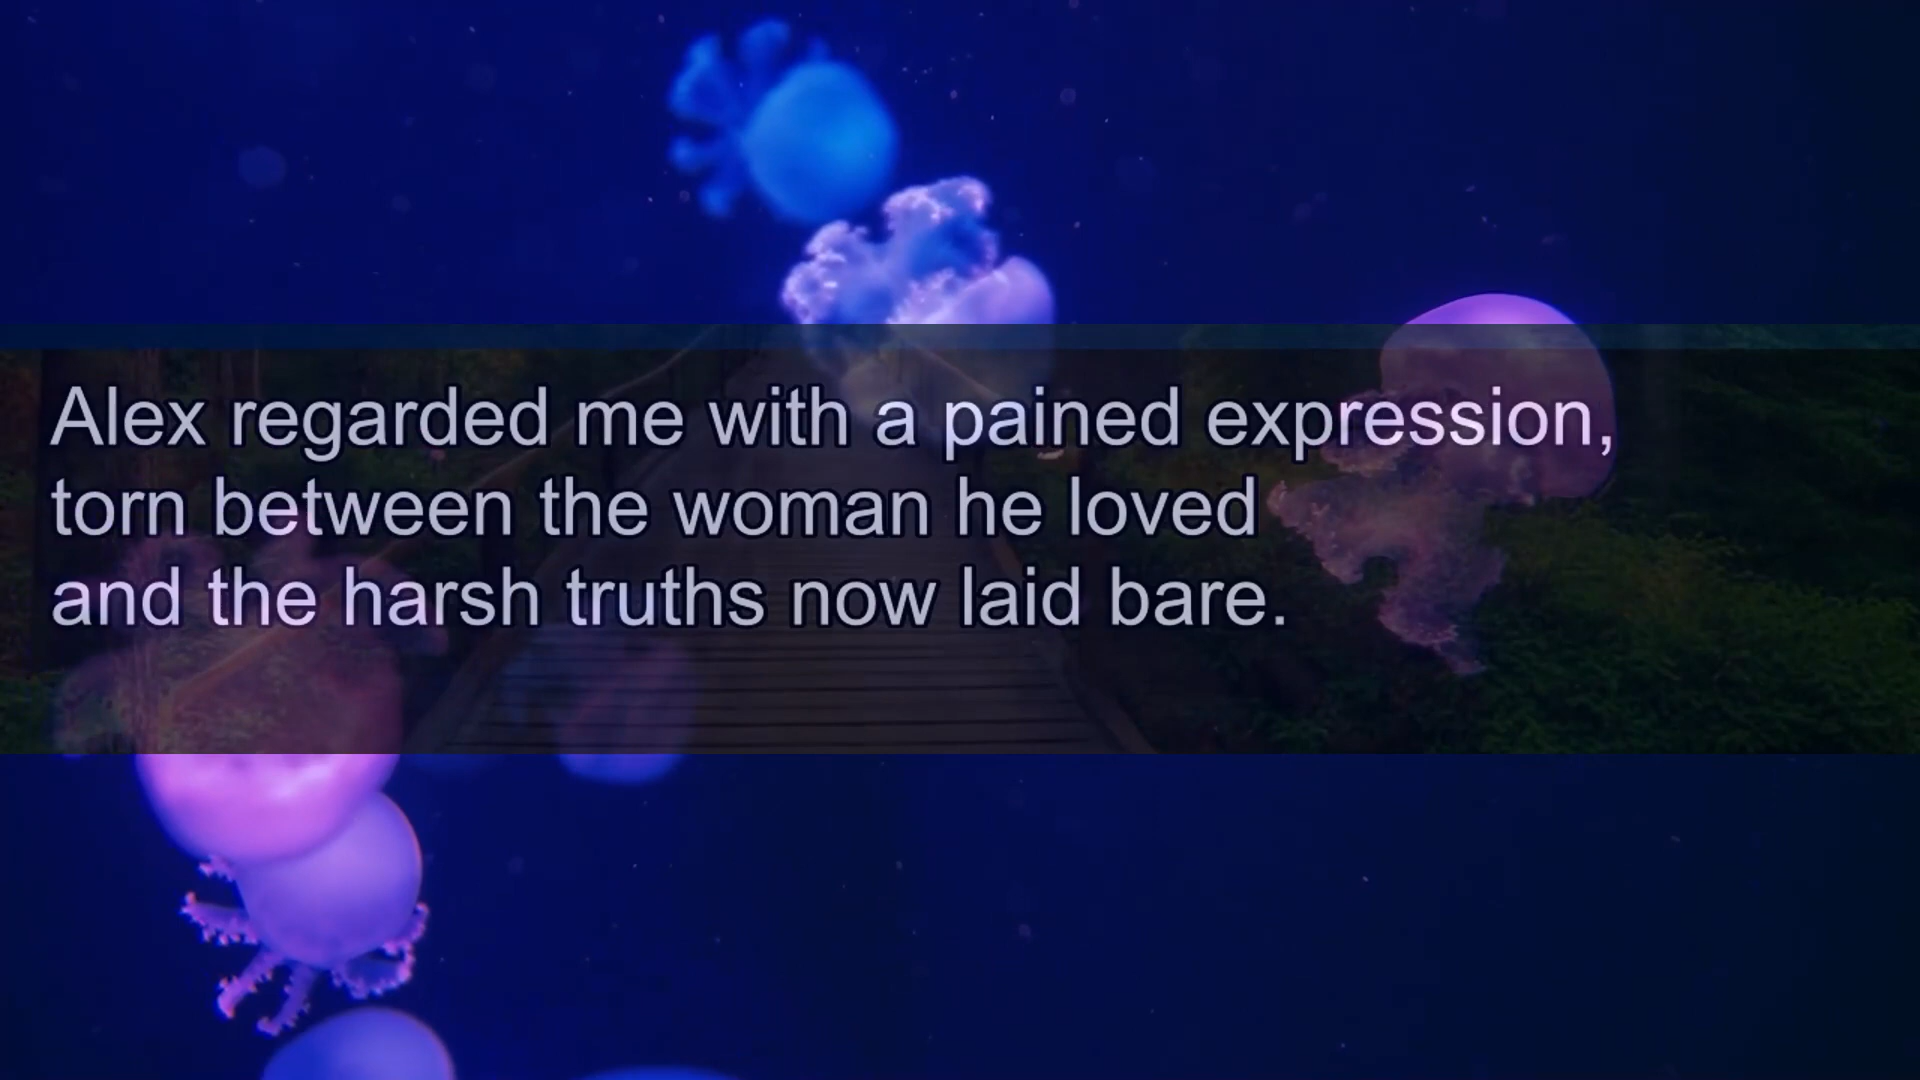 Alex regarded me with a pained expression,
torn between the woman he loved
and the harsh truths now laid bare.